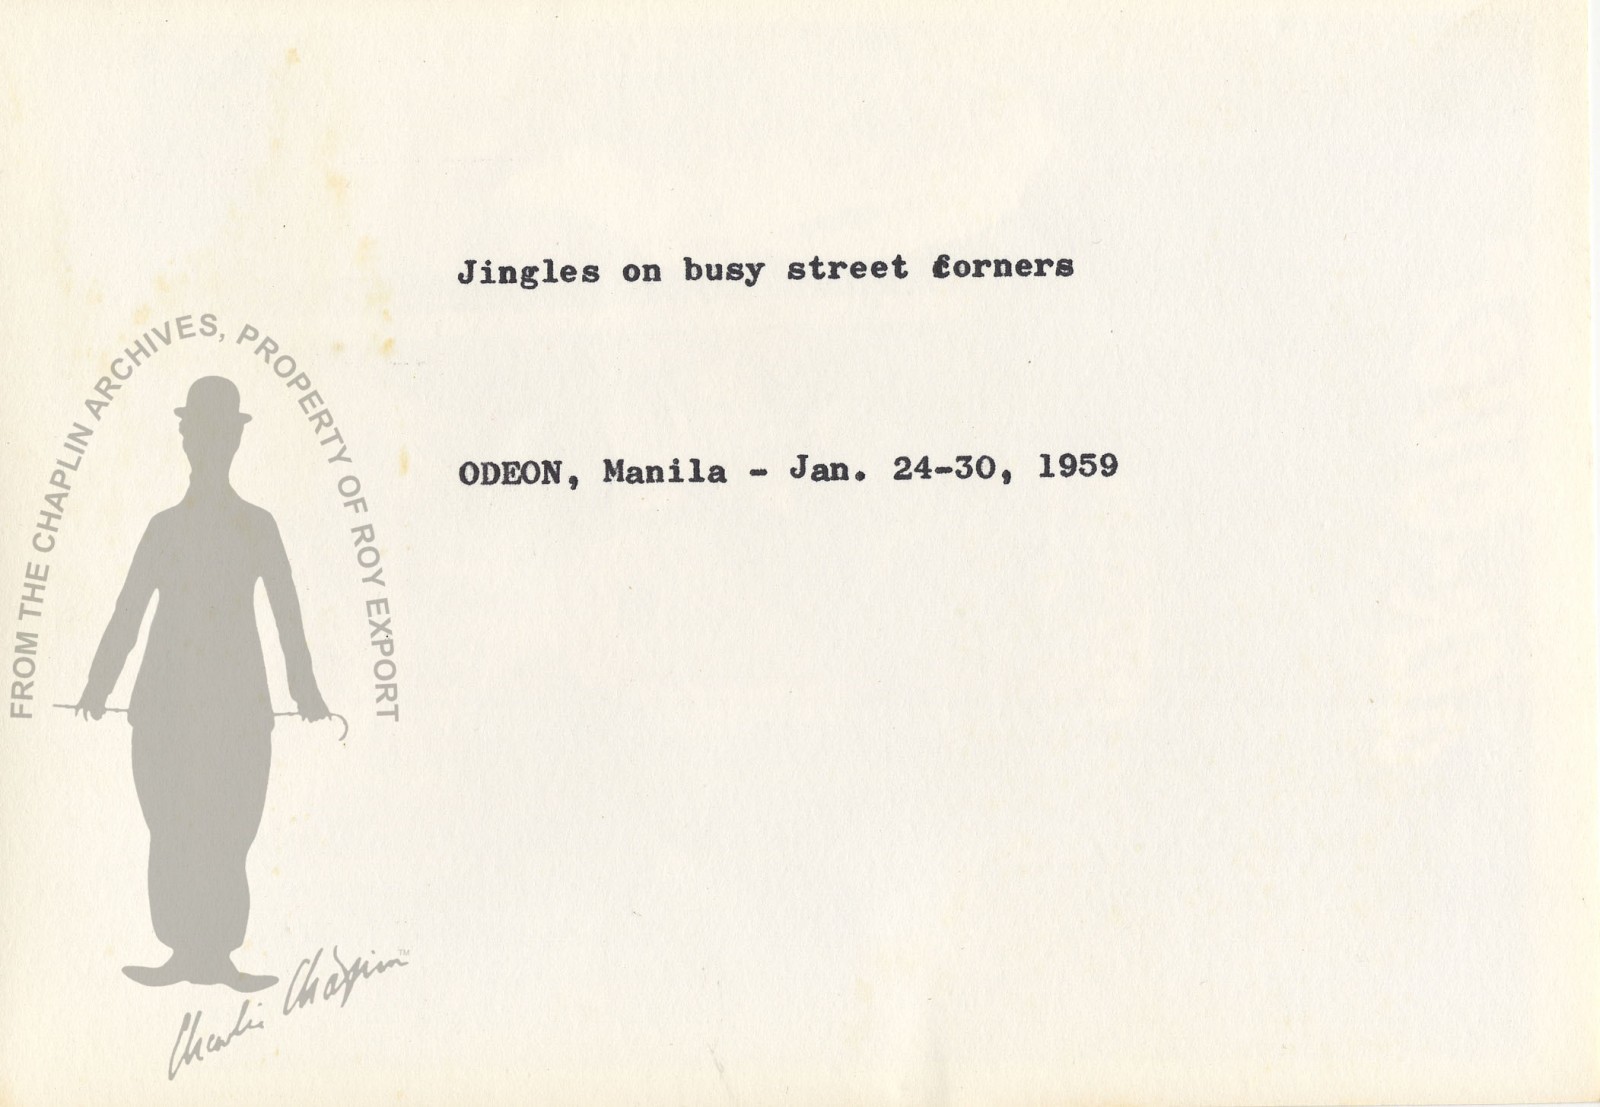 Jingles on busy street corners
ODEON, Manila - Jan. 24-30, 1959
FROM THE CHAPLIN ARCHIVES, PROPERTY OF ROY EXPORT
Charlie Chaplin™